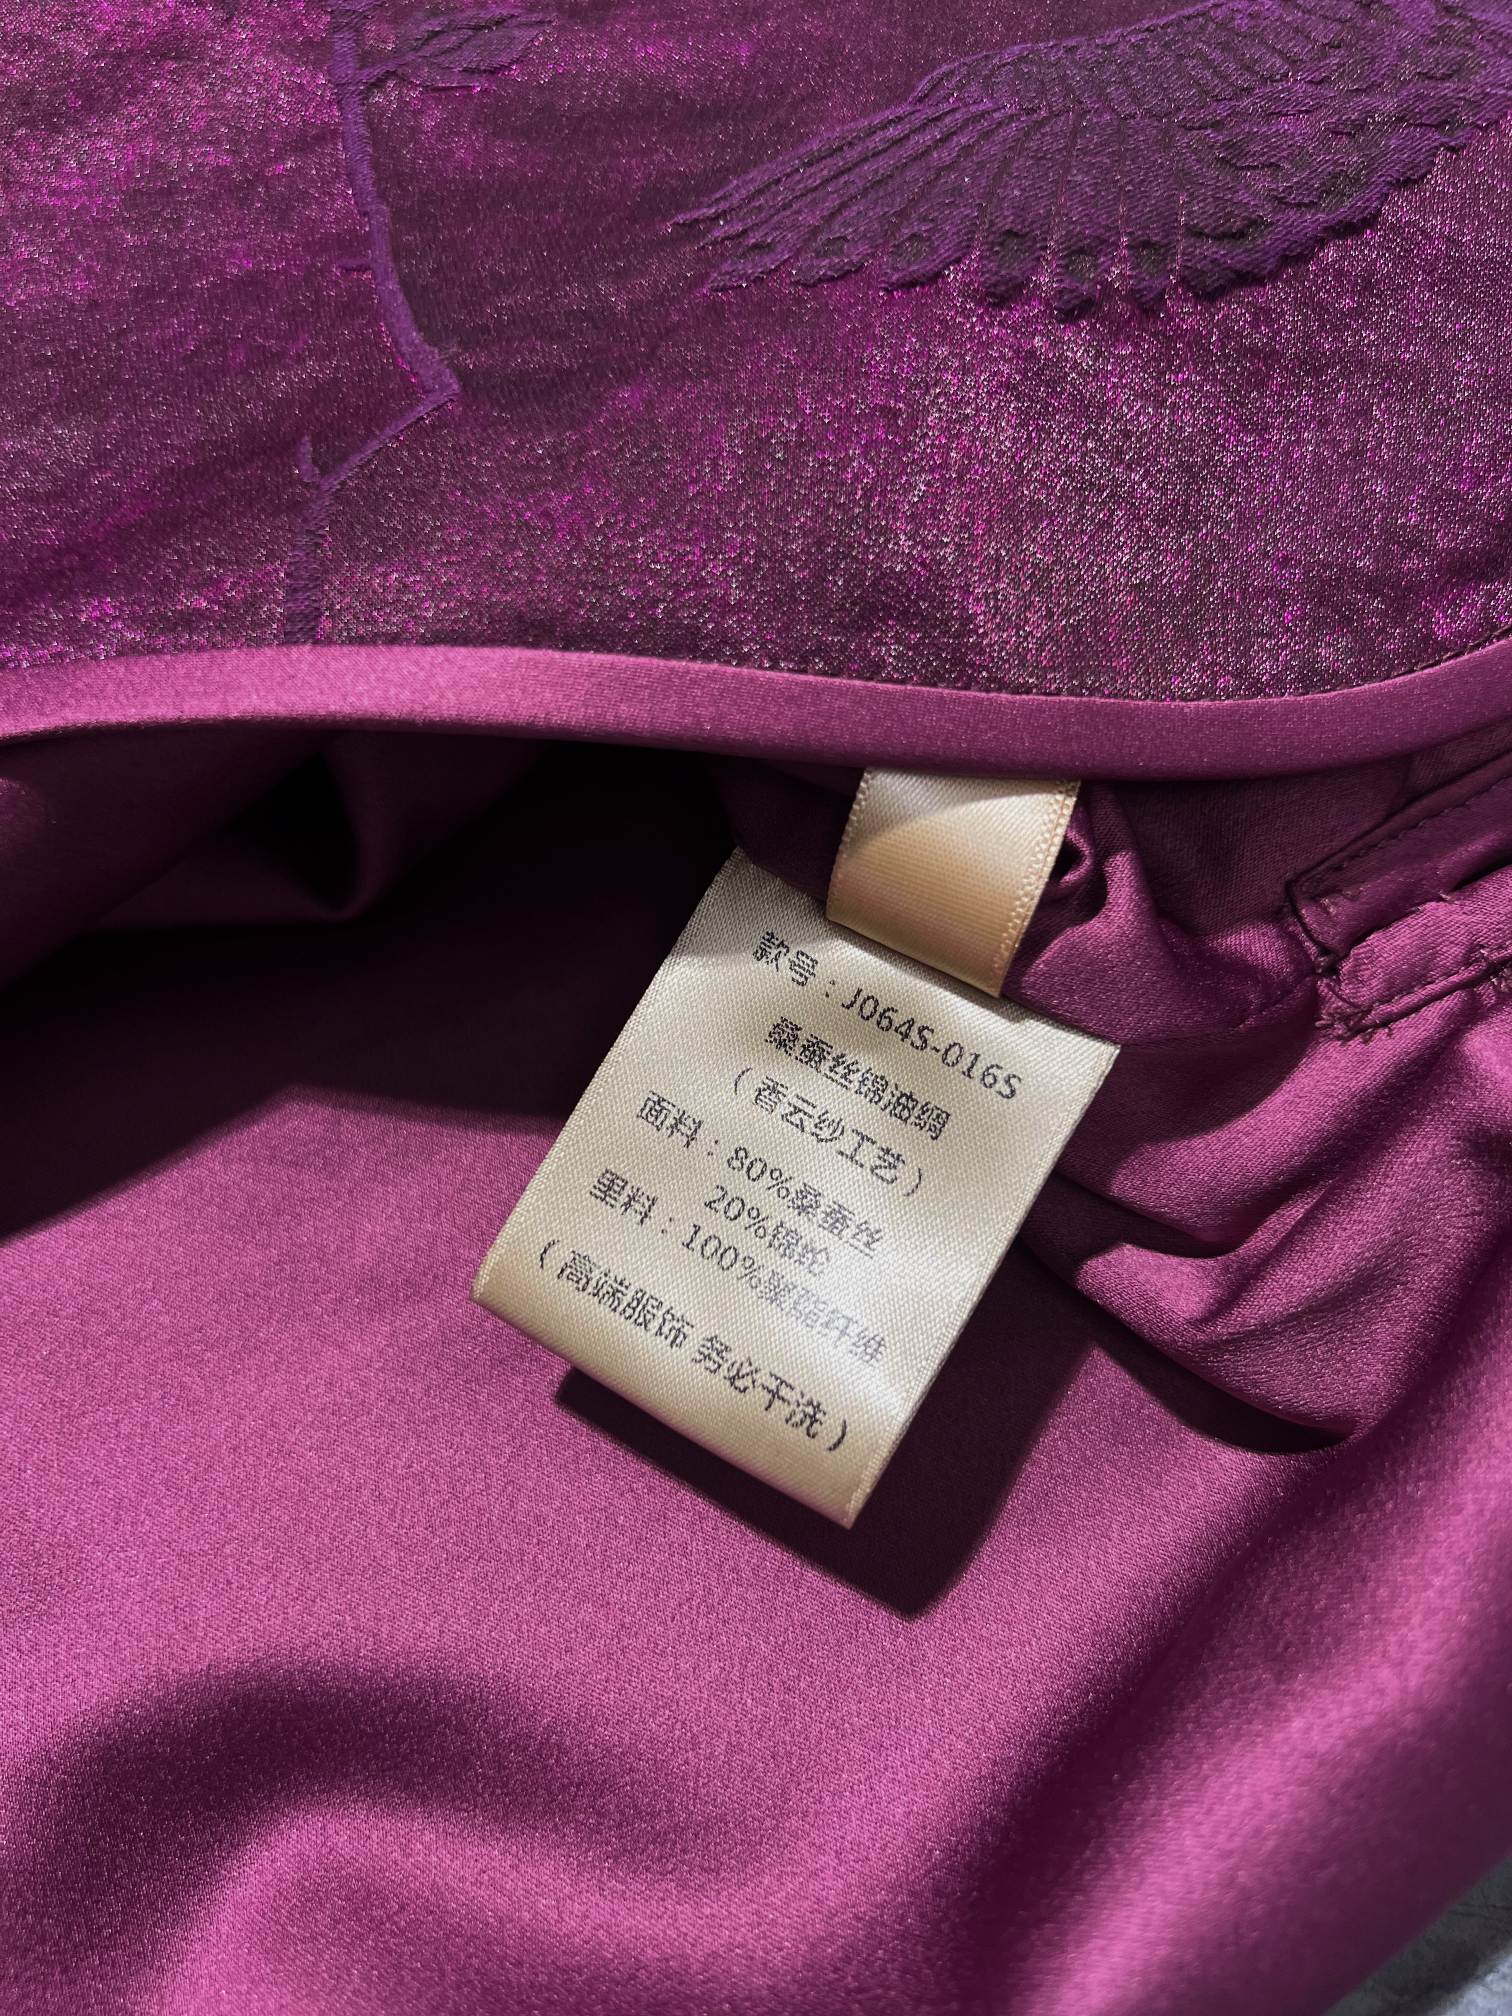 款号：J064S-016S
桑蚕丝锦油绸
（香云纱工艺）
面料：80%桑蚕丝
20%锦纶
里料：100%聚酯纤维
（高端服饰 务必干洗）